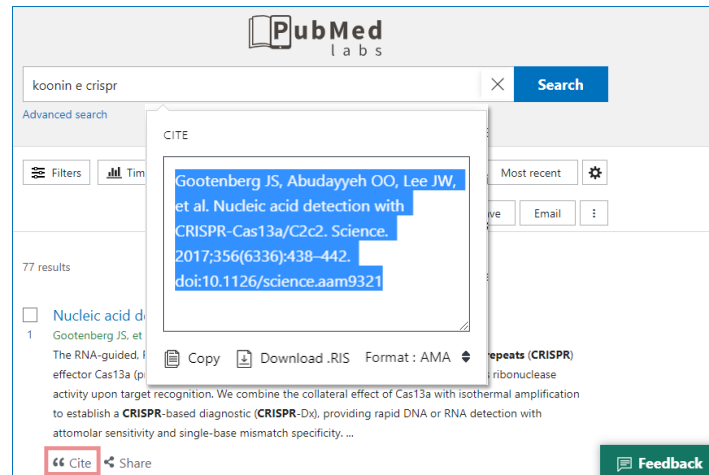 PubMed
labs
koonin e crispr
Search
Advanced search
CITE
Filters
Most recent
Email
Gootenberg JS, Abudayyeh OO, Lee JW,
et al. Nucleic acid detection with
CRISPR-Cas13a/C2c2. Science.
2017;356(6336):438–442.
doi:10.1126/science.aam9321
77 results
Nucleic acid
1 Gootenberg JS, et
The RNA-guided, repeats (CRISPR)
Copy Download .RIS Format : AMA
effector Cas13a ribonuclease
activity upon target recognition. We combine the collateral effect of Cas13a with isothermal amplification
to establish a CRISPR-based diagnostic (CRISPR-Dx), providing rapid DNA or RNA detection with
attomolar sensitivity and single-base mismatch specificity. ...
Cite Share
Feedback